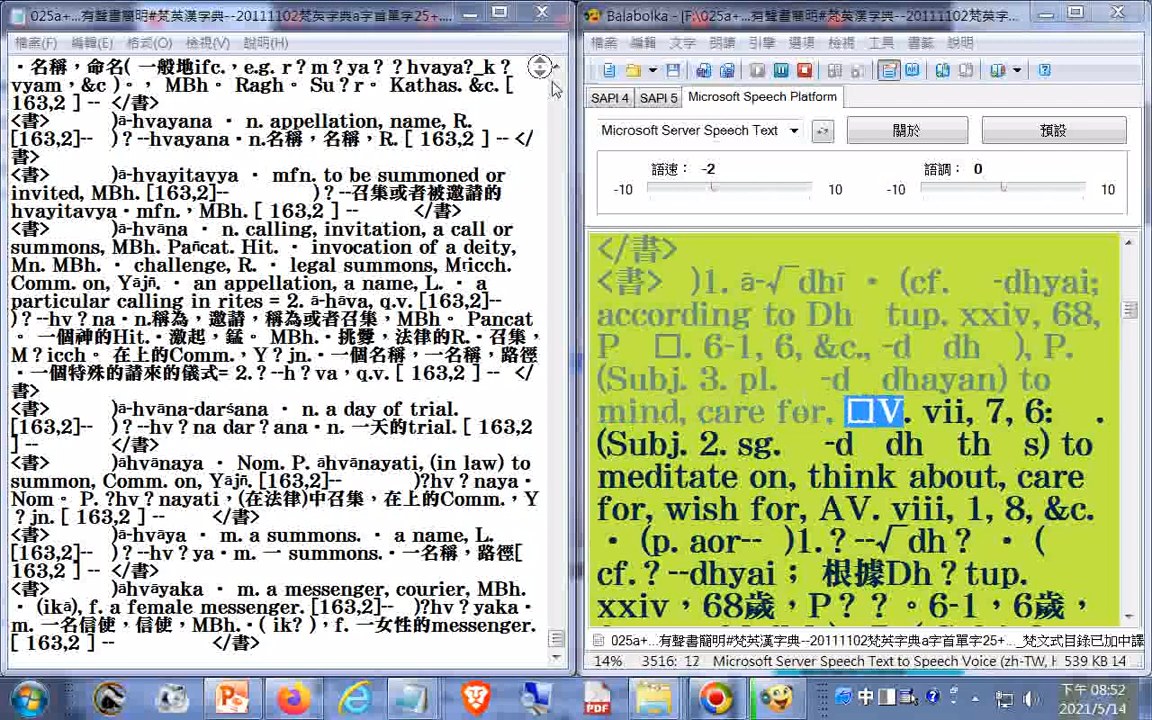 025a+...有聲書簡明#梵英漢字典--20111102梵英字典a字首單字25+...
檔案(F) 編輯(E) 格式(O) 檢視(V) 說明(H)
‧名稱，命名( 一般地ifc.，e.g. r？m？ya？？hvaya?_k？
vyam，&c )。， MBh。 Ragh。 Su？r。 Kathas. &c. [
163,2 ] -- </書>
<書> )ā-hvayana ‧ n. appellation, name, R.
[163,2]-- )？--hvayana‧n.名稱，名稱，R. [ 163,2 ] -- </
書>
<書> )ā-hvayitavya ‧ mfn. to be summoned or
invited, MBh. [163,2]-- )？--召集或者被邀請的
hvayitavya‧mfn.，MBh. [ 163,2 ] -- </書>
<書> )ā-hvāna ‧ n. calling, invitation, a call or
summons, MBh. Pañcat. Hit. ‧ invocation of a deity,
Mn. MBh. ‧ challenge, R. ‧ legal summons, Mṛicch.
Comm. on, Yājñ. ‧ an appellation, a name, L. ‧ a
particular calling in rites = 2. ā-hāva, q.v. [163,2]--
)？--hv？na‧n.稱為，邀請，稱為或者召集，MBh。 Pancat
。 一個神的Hit.‧激起，錳。 MBh.‧挑釁，法律的R.‧召集，
M？icch。 在上的Comm.，Y？jn.‧一個名稱，一名稱，路徑
‧一個特殊的請來的儀式= 2.？--h？va，q.v. [ 163,2 ] -- </
書>
<書> )ā-hvāna-darśana ‧ n. a day of trial.
[163,2]-- )？--hv？na dar？ana‧n. 一天的trial. [ 163,2
] -- </書>
<書> )āhvānaya ‧ Nom. P. āhvānayati, (in law) to
summon, Comm. on, Yājñ. [163,2]-- )?hv？naya‧
Nom。 P. ?hv？nayati，(在法律)中召集，在上的Comm.，Y
？jn. [ 163,2 ] -- </書>
<書> )ā-hvāya ‧ m. a summons. ‧ a name, L.
[163,2]-- )？--hv？ya‧m. 一 summons.‧一名稱，路徑[
163,2 ] -- </書>
<書> )āhvāyaka ‧ m. a messenger, courier, MBh.
‧ (ikā), f. a female messenger. [163,2]-- )?hv？yaka‧
m. 一名信使，信使，MBh.‧( ik？)，f. 一女性的messenger.
[ 163,2 ] -- </書>
Balabolka - [F:\025a+...有聲書簡明#梵英漢字典--20111102梵英字...
檔案 編輯 文字 朗讀 引擎 選項 檢視 工具 書籤 說明
SAPI 4 SAPI 5 Microsoft Speech Platform
Microsoft Server Speech Text 關於 預設
語速： -2 語調： 0
-10 10 -10 10
</書>
<書> )1. ā-√ dhī ‧ (cf. -dhyai;
according to Dh tup. xxiv, 68,
P □. 6-1, 6, &c., -d dh ), P.
(Subj. 3. pl. -d dhayan) to
mind, care for, □V. vii, 7, 6: .
(Subj. 2. sg. -d dh th s) to
meditate on, think about, care
for, wish for, AV. viii, 1, 8, &c.
‧ (p. aor-- )1.？--√ dh？ ‧ (
cf.？--dhyai； 根據Dh？tup.
xxiv，68歲，P？？。6-1，6歲，
025a+...有聲書簡明#梵英漢字典--20111102梵英字典a字首單字25+..._梵文式目錄已加中譯
14% 3516: 12 Microsoft Server Speech Text to Speech Voice (zh-TW, 539 KB 14
PDF 中 下午 08:52
2021/5/14